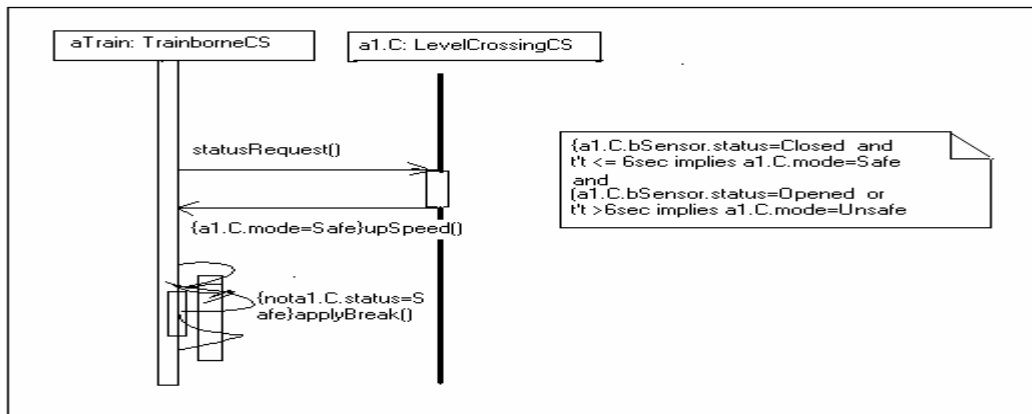 aTrain: TrainborneCS
a1.C: LevelCrossingCS
statusRequest()
{a1.C.bSensor.status=Closed and
t't <= 6sec implies a1.C.mode=Safe
and
(a1.C.bSensor.status=Opened or
t't >6sec implies a1.C.mode=Unsafe
{a1.C.mode=Safe}upSpeed()
{nota1.C.status=S
afe}applyBreak()